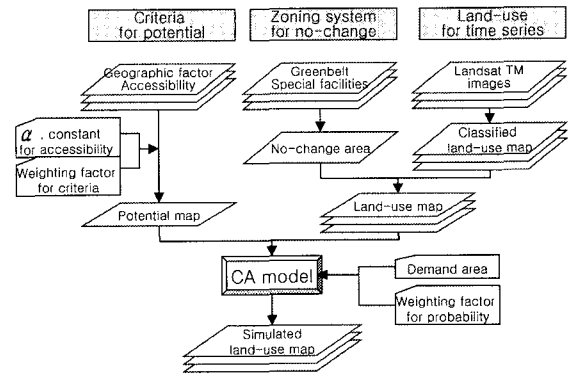 Criteria
for potential
Zoning system
for no-change
Land-use
for time series
Geographic factor
Accessibility
Greenbelt
Special facilities
Landsat TM
images
α, constant
for accessibility
Weighting factor
for criteria
No-change area
Classified
land-use map
Potential map
Land-use map
CA model
Demand area
Weighting factor
for probability
Simulated
land-use map